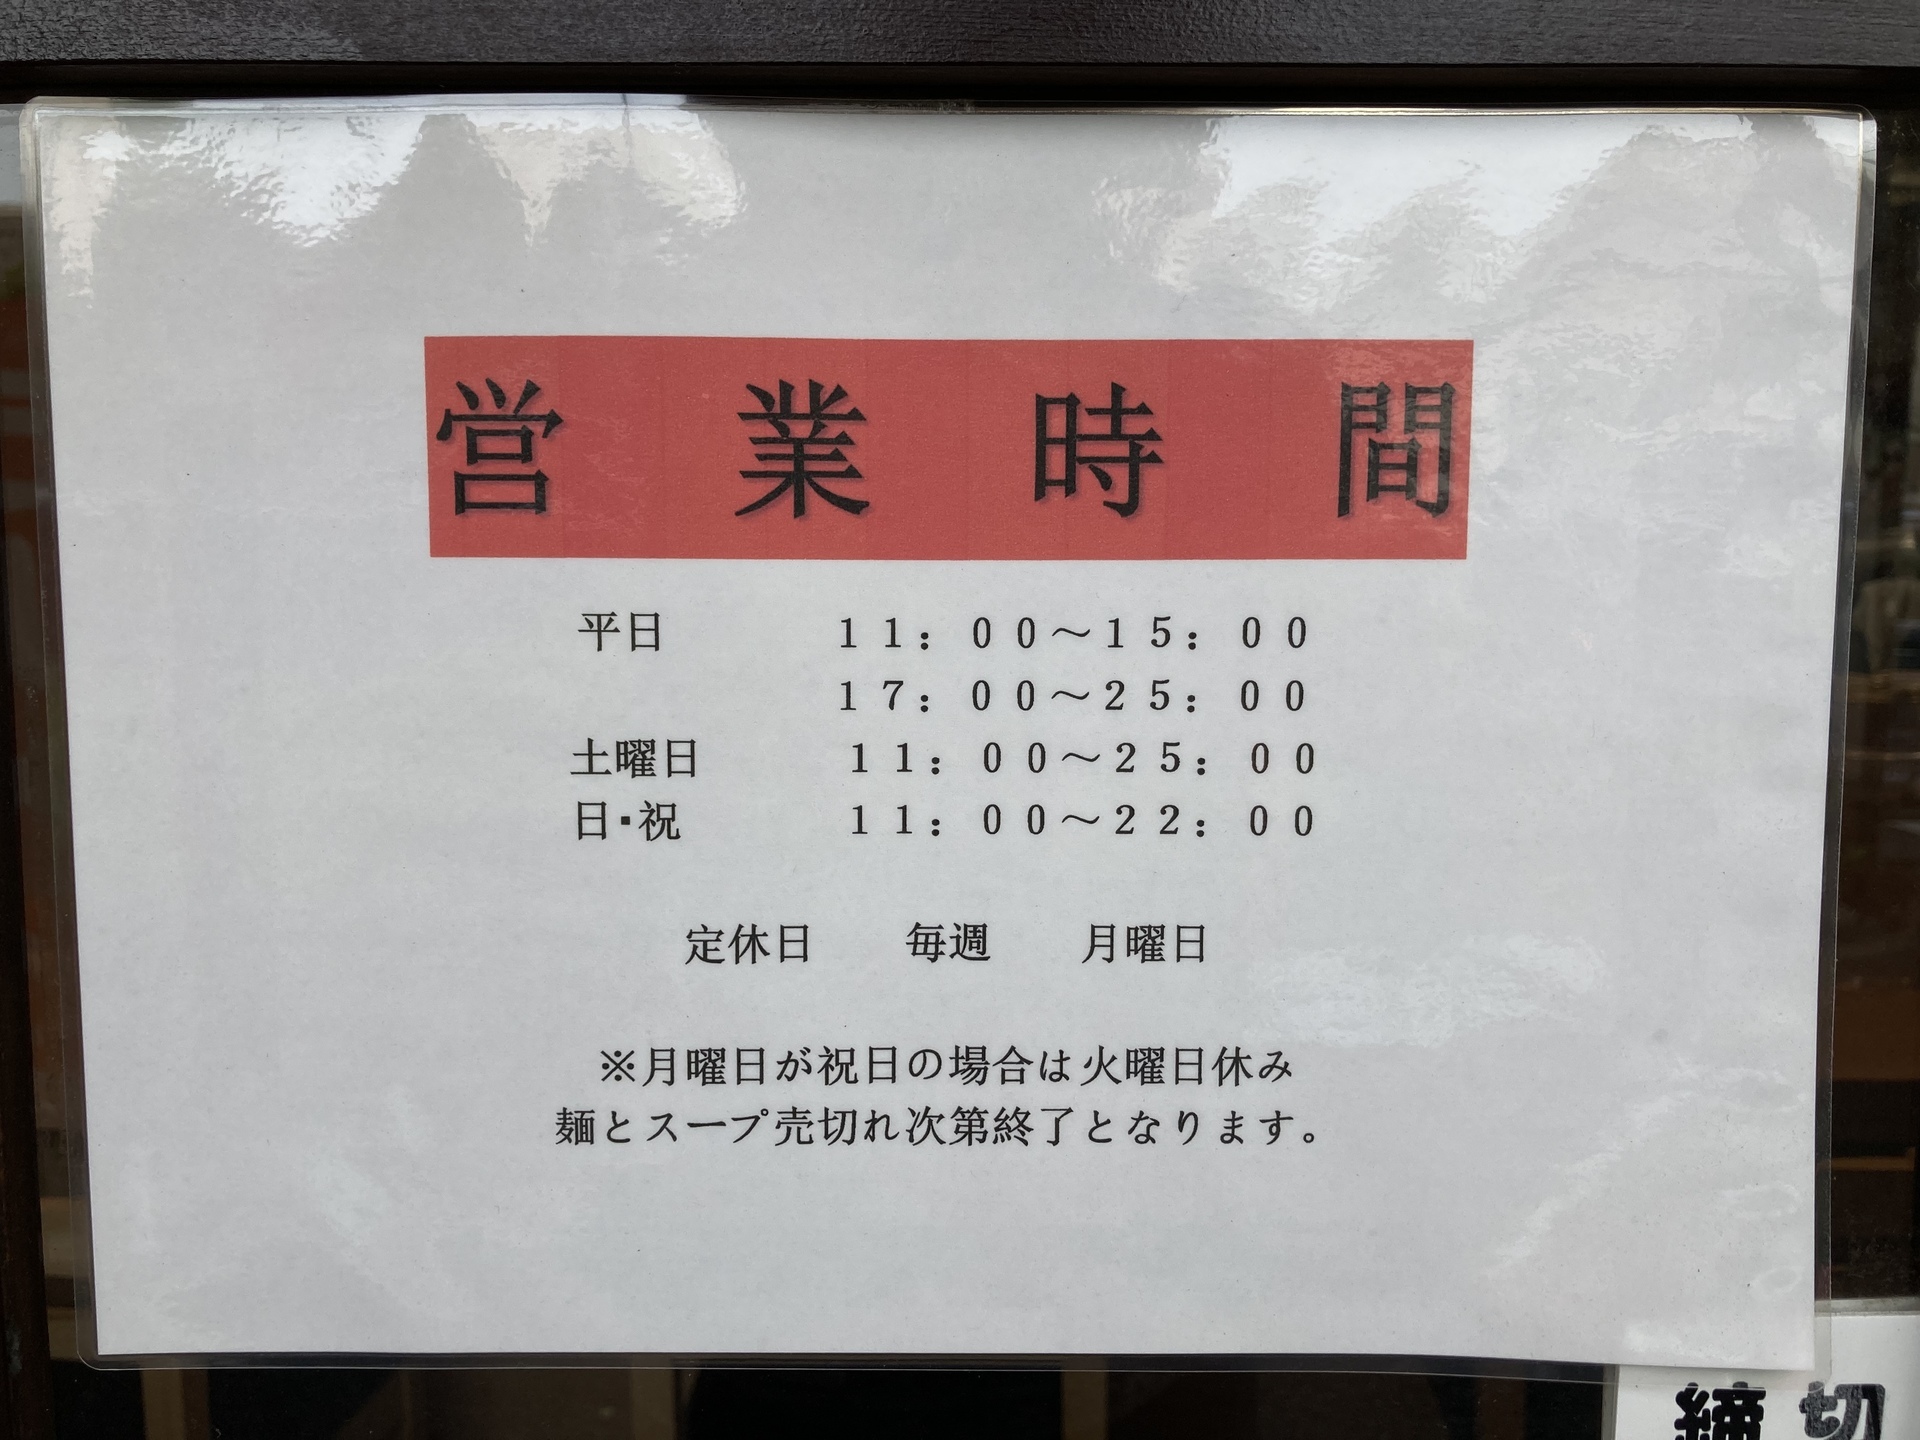 営業時間
平日　１１：００～１５：００
１７：００～２５：００
土曜日　１１：００～２５：００
日・祝　１１：００～２２：００
定休日　毎週　月曜日
※月曜日が祝日の場合は火曜日休み
麺とスープ売切れ次第終了となります。
締切